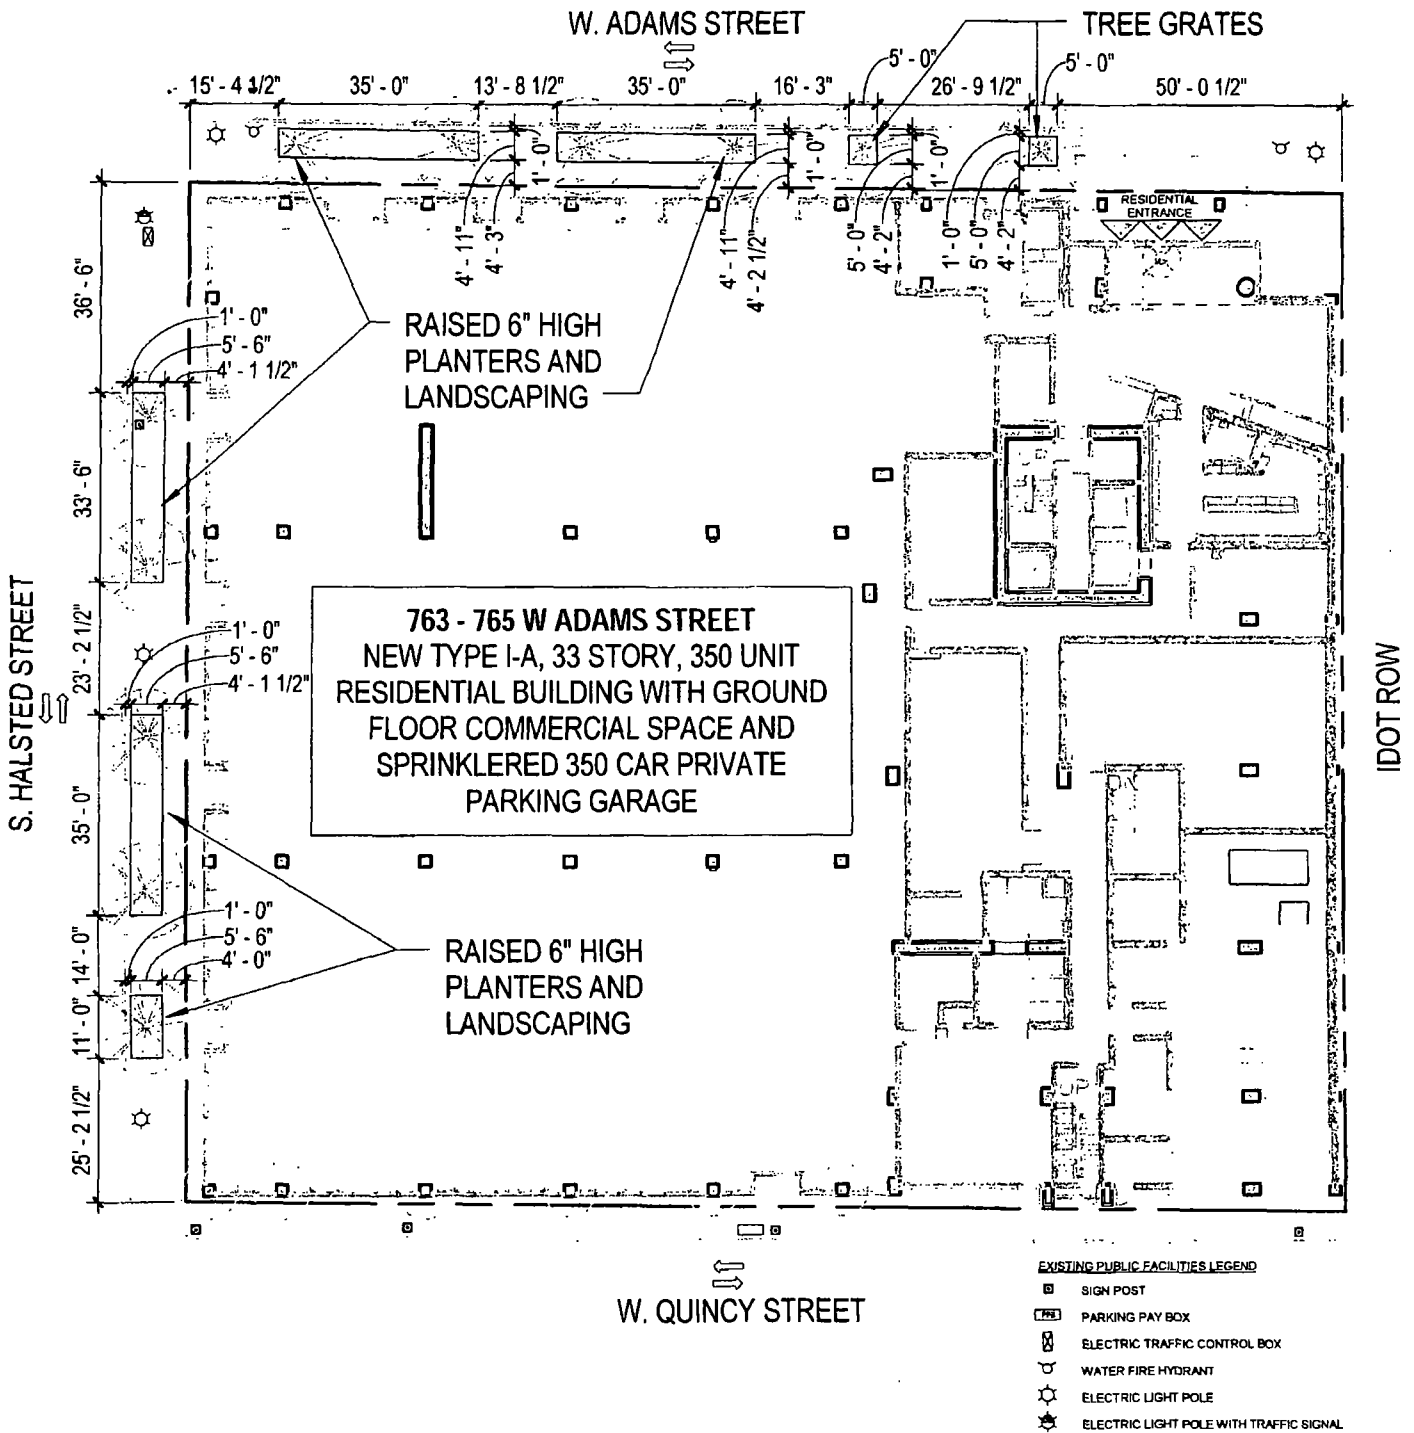 W. ADAMS STREET
TREE GRATES
5' - 0"
5' - 0"
15' - 4 1/2"
35' - 0"
13' - 8 1/2"
35' - 0"
16' - 3"
26' - 9 1/2"
50' - 0 1/2"
1' - 0"
4' - 11"
4' - 3"
1' - 0"
4' - 11"
4' - 2 1/2"
1' - 0"
5' - 0"
4' - 2"
1' - 0"
5' - 0"
4' - 2"
RESIDENTIAL
ENTRANCE
36' - 6"
1' - 0"
5' - 6"
4' - 1 1/2"
RAISED 6" HIGH
PLANTERS AND
LANDSCAPING
33' - 6"
S. HALSTED STREET
23' - 2 1/2"
1' - 0"
5' - 6"
4' - 1 1/2"
763 - 765 W ADAMS STREET
NEW TYPE I-A, 33 STORY, 350 UNIT
RESIDENTIAL BUILDING WITH GROUND
FLOOR COMMERCIAL SPACE AND
SPRINKLERED 350 CAR PRIVATE
PARKING GARAGE
IDOT ROW
35' - 0"
14' - 0"
1' - 0"
5' - 6"
4' - 0"
RAISED 6" HIGH
PLANTERS AND
LANDSCAPING
11' - 0"
25' - 2 1/2"
W. QUINCY STREET
EXISTING PUBLIC FACILITIES LEGEND
SIGN POST
PARKING PAY BOX
ELECTRIC TRAFFIC CONTROL BOX
WATER FIRE HYDRANT
ELECTRIC LIGHT POLE
ELECTRIC LIGHT POLE WITH TRAFFIC SIGNAL